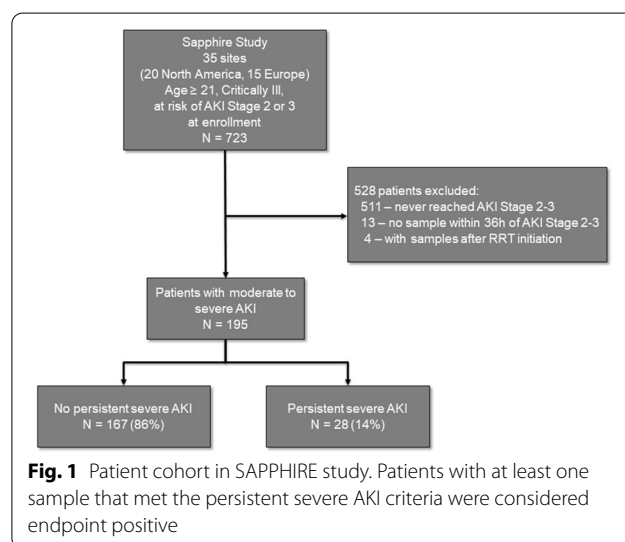 Sapphire Study
35 sites
(20 North America, 15 Europe)
Age ≥ 21, Critically Ill,
at risk of AKI Stage 2 or 3
at enrollment
N = 723
528 patients excluded:
511 – never reached AKI Stage 2-3
13 – no sample within 36h of AKI Stage 2-3
4 – with samples after RRT initiation
Patients with moderate to
severe AKI
N = 195
No persistent severe AKI
N = 167 (86%)
Persistent severe AKI
N = 28 (14%)
Fig. 1 Patient cohort in SAPPHIRE study. Patients with at least one
sample that met the persistent severe AKI criteria were considered
endpoint positive